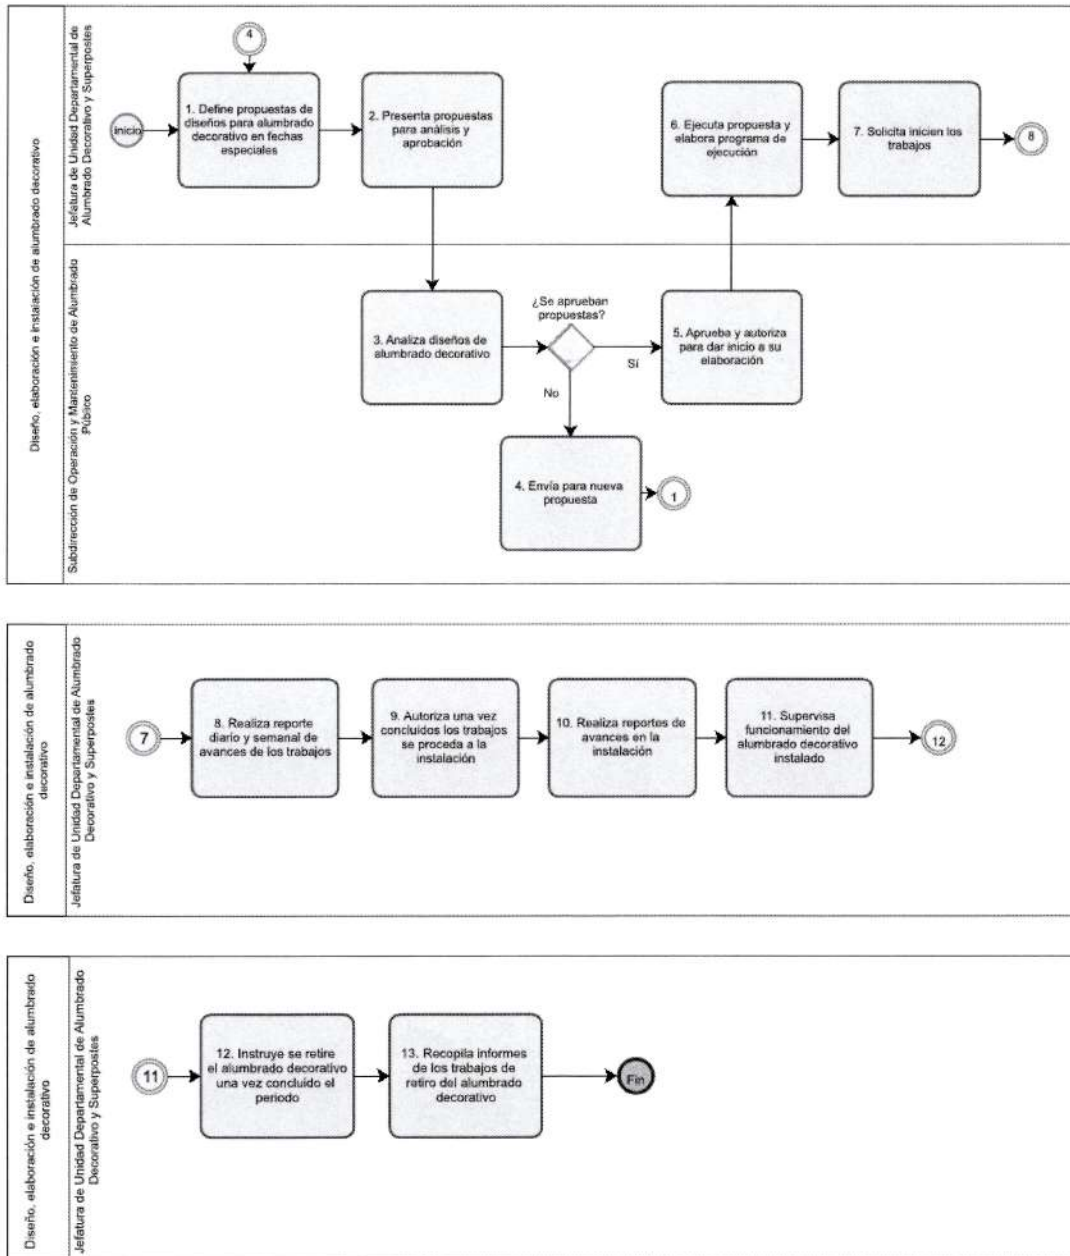 Diseño, elaboración e instalación de alumbrado decorativo
Jefatura de Unidad Departamental de
Alumbrado Decorativo y Superpostes
Inicio
4
1. Define propuestas de
diseños para alumbrado
decorativo en fechas
especiales
2. Presenta propuestas
para análisis y
aprobación
6. Ejecuta propuesta y
elabora programa de
ejecución
7. Solicita inicien los
trabajos
8
Subdirección de Operación y Mantenimiento de Alumbrado
Público
3. Analiza diseños de
alumbrado decorativo
¿Se aprueban
propuestas?
Sí
No
5. Aprueba y autoriza
para dar inicio a su
elaboración
4. Envía para nueva
propuesta
1
Diseño, elaboración e instalación de alumbrado
decorativo
Jefatura de Unidad Departamental de Alumbrado
Decorativo y Superpostes
7
8. Realiza reporte
diario y semanal de
avances de los trabajos
9. Autoriza una vez
concluidos los trabajos
se proceda a la
instalación
10. Realiza reportes de
avances en la
instalación
11. Supervisa
funcionamiento del
alumbrado decorativo
instalado
12
Diseño, elaboración e instalación de alumbrado
decorativo
Jefatura de Unidad Departamental de Alumbrado
Decorativo y Superpostes
11
12. Instruye se retire
el alumbrado decorativo
una vez concluido el
periodo
13. Recopila informes
de los trabajos de
retiro del alumbrado
decorativo
Fin